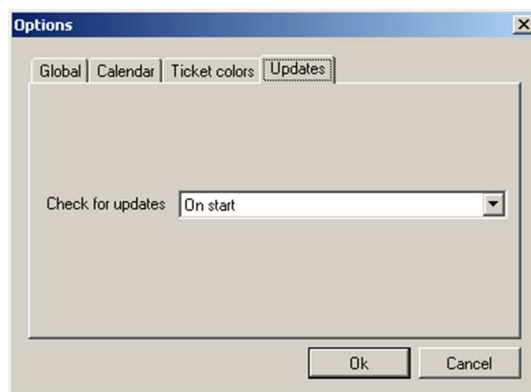 Options
Global Calendar Ticket colors Updates
Check for updates On start
Ok Cancel